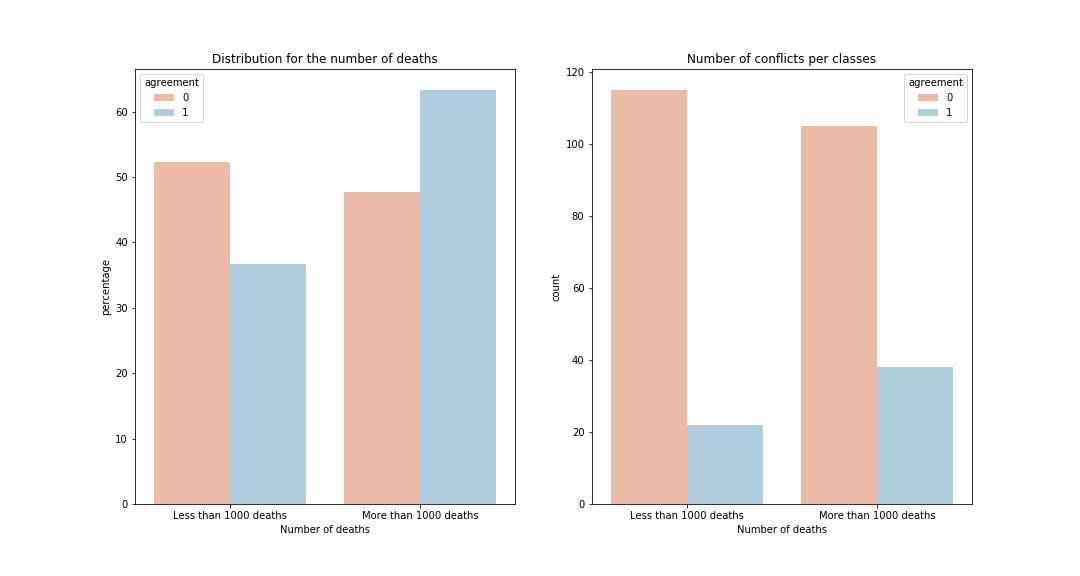 Distribution for the number of deaths
agreement
0
1
60
50
40
30
20
10
0
percentage
Less than 1000 deaths
More than 1000 deaths
Number of deaths
Number of conflicts per classes
agreement
0
1
120
100
80
60
40
20
0
count
Less than 1000 deaths
More than 1000 deaths
Number of deaths